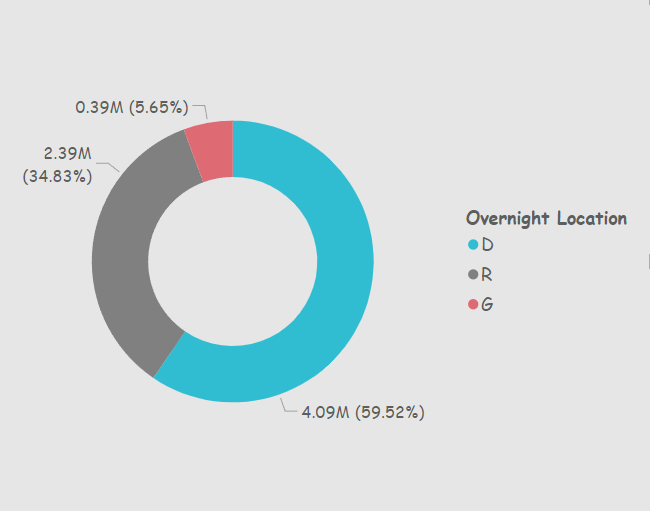 0.39M (5.65%)
2.39M
(34.83%)
Overnight Location
D
R
G
4.09M (59.52%)